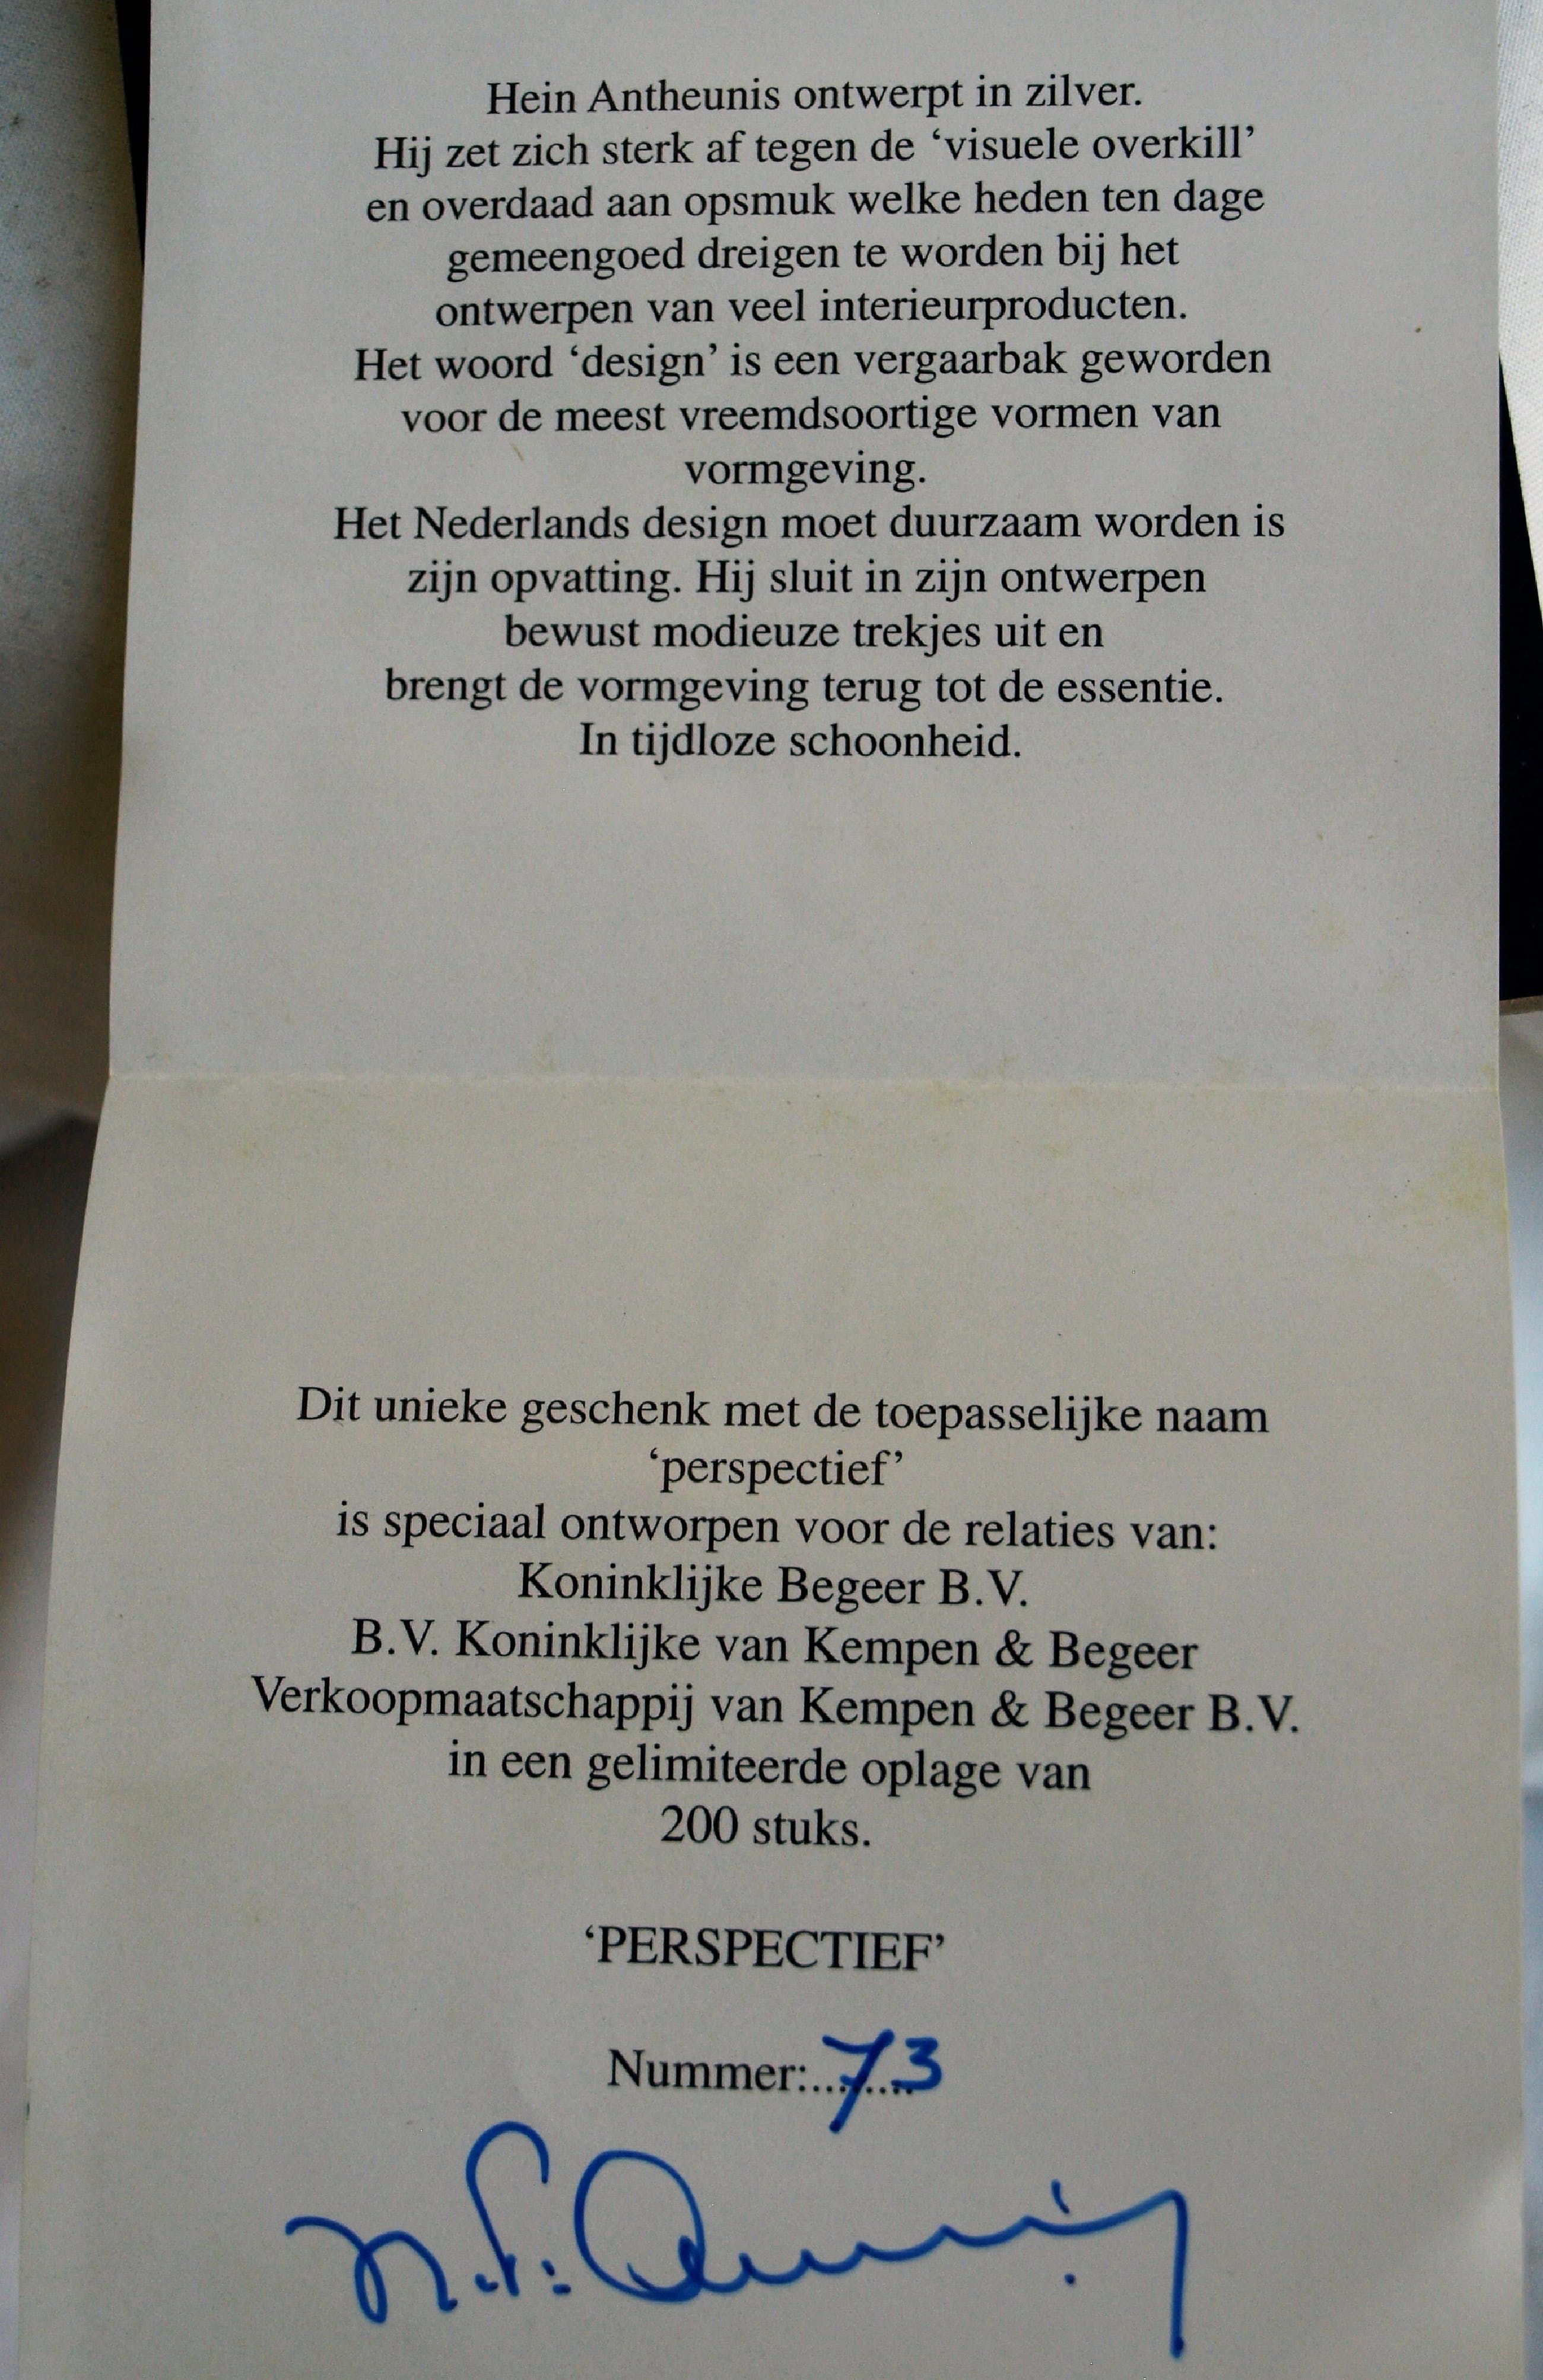 Hein Antheunis ontwerpt in zilver.
Hij zet zich sterk af tegen de ‘visuele overkill’
en overdaad aan opsmuk welke heden ten dage
gemeengoed dreigen te worden bij het
ontwerpen van veel interieurproducten.
Het woord ‘design’ is een vergaarbak geworden
voor de meest vreemdsoortige vormen van
vormgeving.
Het Nederlands design moet duurzaam worden is
zijn opvatting. Hij sluit in zijn ontwerpen
bewust modieuze trekjes uit en
brengt de vormgeving terug tot de essentie.
In tijdloze schoonheid.
Dit unieke geschenk met de toepasselijke naam
‘perspectief’
is speciaal ontworpen voor de relaties van:
Koninklijke Begeer B.V.
B.V. Koninklijke van Kempen & Begeer
Verkoopmaatschappij van Kempen & Begeer B.V.
in een gelimiteerde oplage van
200 stuks.
‘PERSPECTIEF’
Nummer:...73